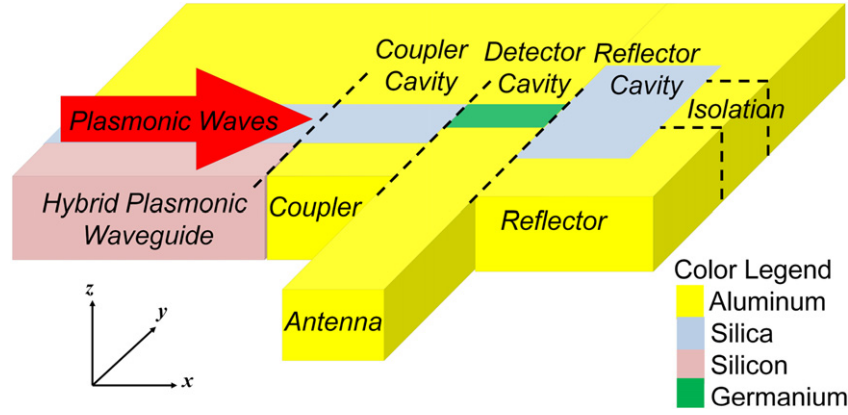 Coupler
Cavity
Detector
Cavity
Reflector
Cavity
Isolation
Plasmonic Waves
Hybrid Plasmonic
Waveguide
Coupler
Reflector
Antenna
z
y
x
Color Legend
Aluminum
Silica
Silicon
Germanium